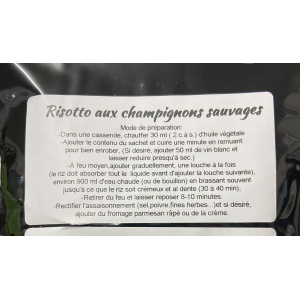 Risotto aux champignons sauvages
Mode de préparation:
-Dans une casserole, chauffer 30 ml ( 2 c à s.) d'huile végétale
-Ajouter le contenu du sachet et cuire une minute en remuant
pour bien enrober, (Si désiré, ajouter 50 ml de vin blanc et
laisser reduire presqu'à sec.)
-À feu moyen,ajouter graduellement, une louche à la fois
(le riz doit absorber tout le liquide avant d'ajouter la louche suivante),
environ 900 ml d'eau chaude (ou de bouillon) en brassant souvent
jusqu'à ce que le riz soit crémeux et al dente (30 à 40 min),
-Retirer du feu et laisser reposer 8-10 minutes.
-Rectifier l'assaisonnement (sel,poivre,fines herbes..)et si désiré,
ajouter du fromage parmesan râpé ou de la crème.